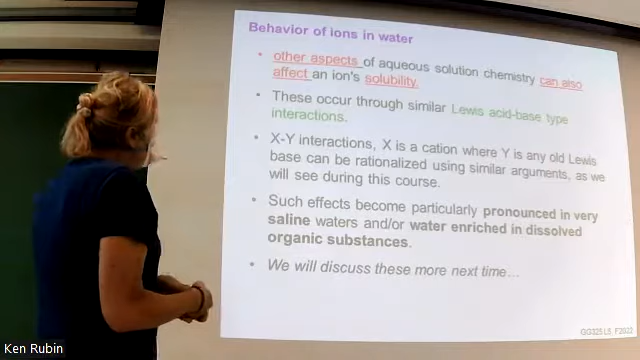 Behavior of ions in water
• other aspects of aqueous solution chemistry can also
affect an ion's solubility.
• These occur through similar Lewis acid-base type
interactions.
• X-Y interactions, X is a cation where Y is any old Lewis
base can be rationalized using similar arguments, as we
will see during this course.
• Such effects become particularly pronounced in very
saline waters and/or water enriched in dissolved
organic substances.
• We will discuss these more next time…
GG325 L5, F2022
Ken Rubin